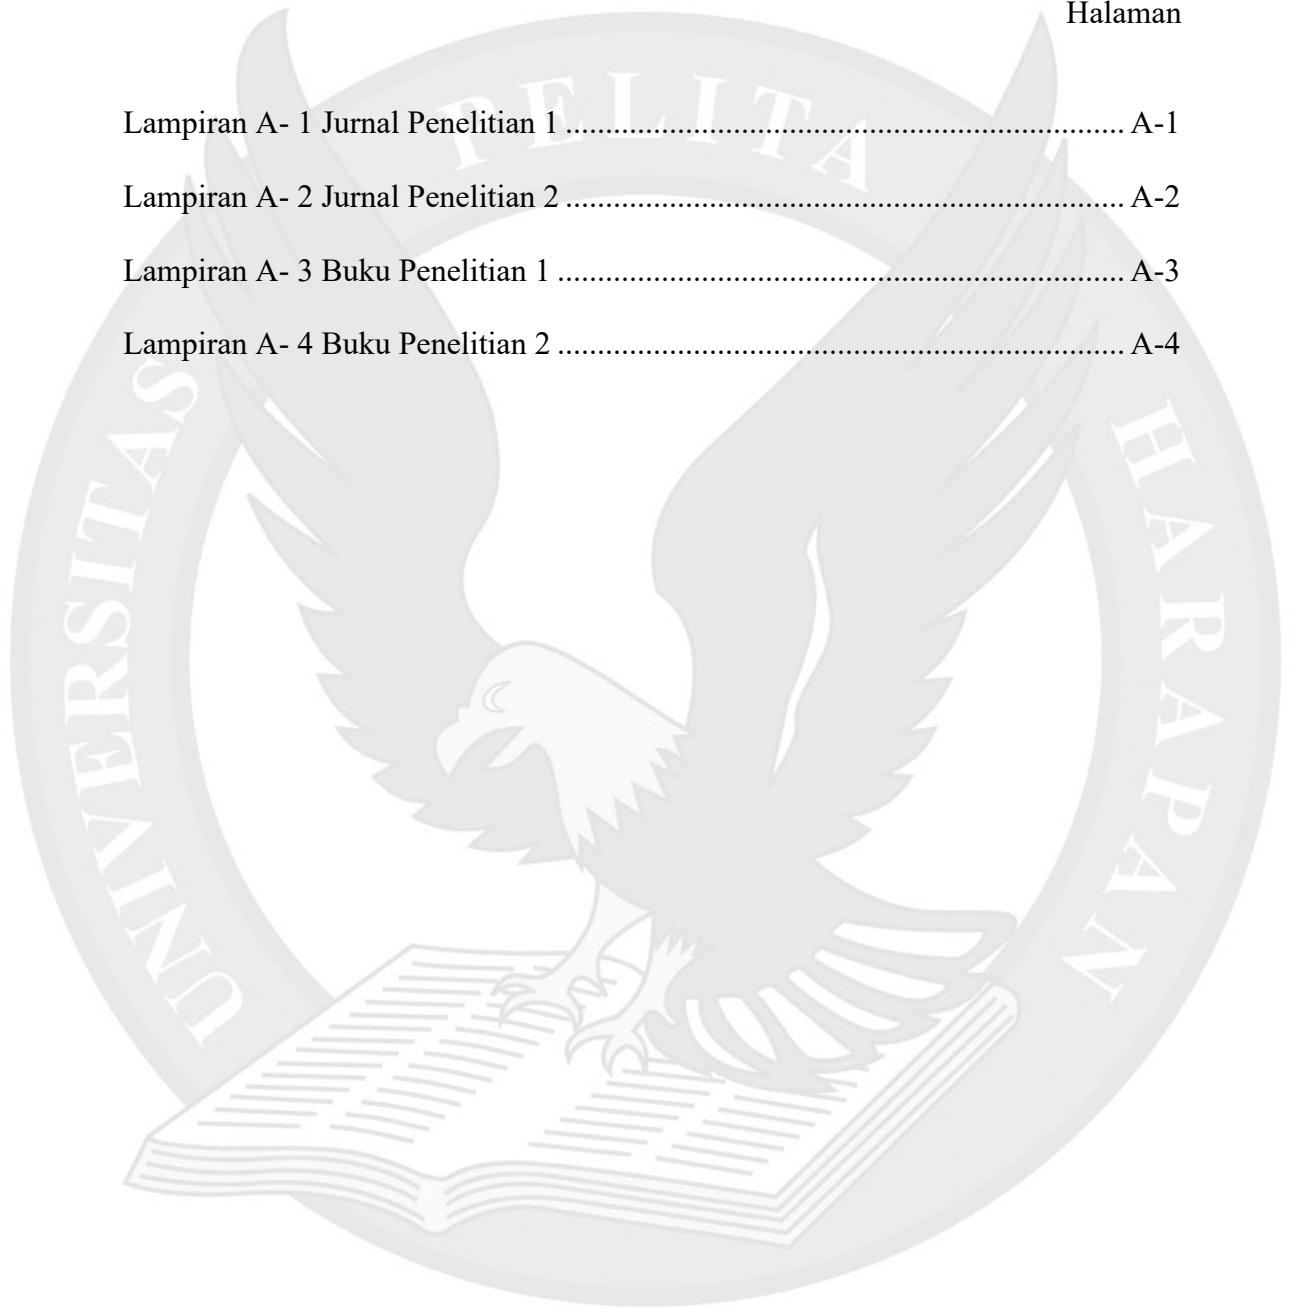 Halaman
Lampiran A- 1 Jurnal Penelitian 1 ...................................................................... A-1
Lampiran A- 2 Jurnal Penelitian 2 ...................................................................... A-2
Lampiran A- 3 Buku Penelitian 1 ....................................................................... A-3
Lampiran A- 4 Buku Penelitian 2 ....................................................................... A-4
UNIVERSITAS PELITA HARAPAN